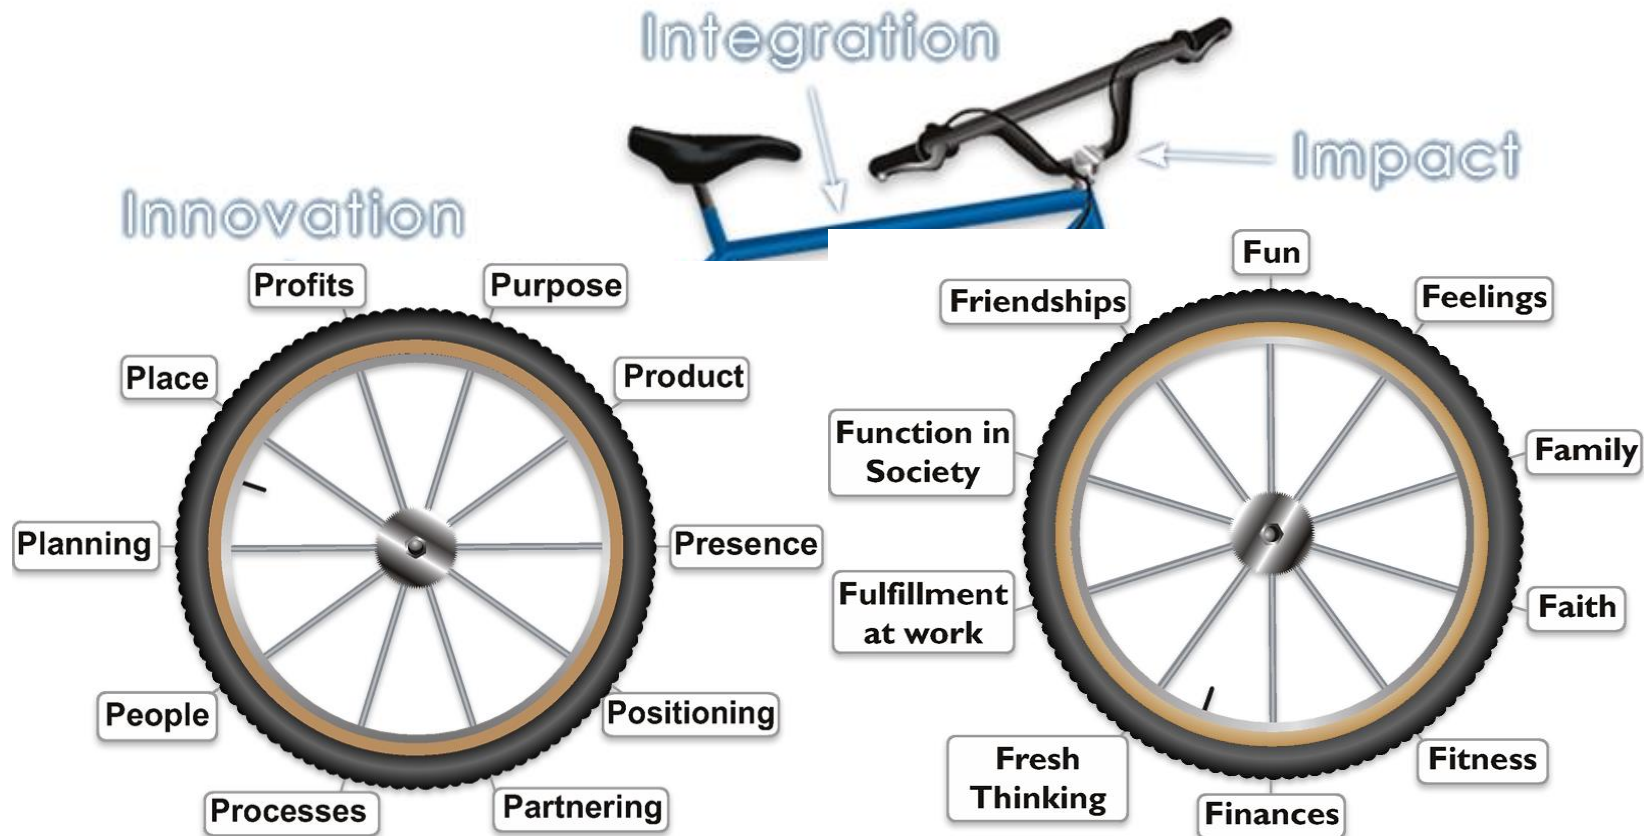 Integration
Impact
Innovation
Profits
Purpose
Place
Product
Planning
Presence
People
Positioning
Processes
Partnering
Fun
Friendships
Feelings
Function in
Society
Family
Fulfillment
at work
Faith
Fresh
Thinking
Fitness
Finances